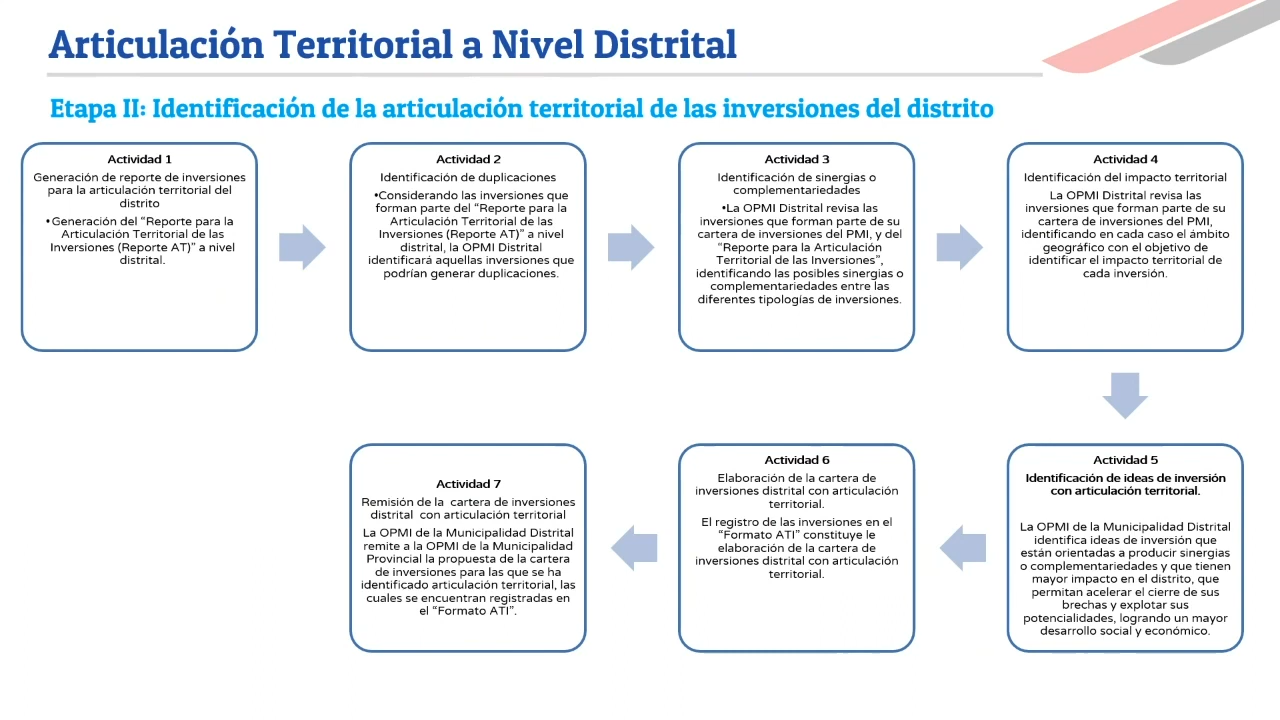 Articulación Territorial a Nivel Distrital
Etapa II: Identificación de la articulación territorial de las inversiones del distrito
Actividad 1
Generación de reporte de inversiones
para la articulación territorial del
distrito
•Generación del “Reporte para la
Articulación Territorial de las
Inversiones (Reporte AT)” a nivel
distrital.
Actividad 2
Identificación de duplicaciones
•Considerando las inversiones que
forman parte del “Reporte para la
Articulación Territorial de las
Inversiones (Reporte AT)” a nivel
distrital, la OPMI Distrital
identificará aquellas inversiones que
podrían generar duplicaciones.
Actividad 3
Identificación de sinergias o
complementariedades
•La OPMI Distrital revisa las
inversiones que forman parte de su
cartera de inversiones del PMI, y del
“Reporte para la Articulación
Territorial de las Inversiones”,
identificando las posibles sinergias o
complementariedades entre las
diferentes tipologías de inversiones.
Actividad 4
Identificación del impacto territorial
La OPMI Distrital revisa las
inversiones que forman parte de su
cartera de inversiones del PMI,
identificando en cada caso el ámbito
geográfico con el objetivo de
identificar el impacto territorial de
cada inversión.
Actividad 5
Identificación de ideas de inversión
con articulación territorial.
La OPMI de la Municipalidad Distrital
identifica ideas de inversión que
están orientadas a producir sinergias
o complementariedades y que tienen
mayor impacto en el distrito, que
permitan acelerar el cierre de sus
brechas y explotar sus
potencialidades, logrando un mayor
desarrollo social y económico.
Actividad 6
Elaboración de la cartera de
inversiones distrital con articulación
territorial.
El registro de las inversiones en el
“Formato ATI” constituye le
elaboración de la cartera de
inversiones distrital con articulación
territorial.
Actividad 7
Remisión de la cartera de inversiones
distrital con articulación territorial
La OPMI de la Municipalidad Distrital
remite a la OPMI de la Municipalidad
Provincial la propuesta de la cartera
de inversiones para las que se ha
identificado articulación territorial, las
cuales se encuentran registradas en
el “Formato ATI”.